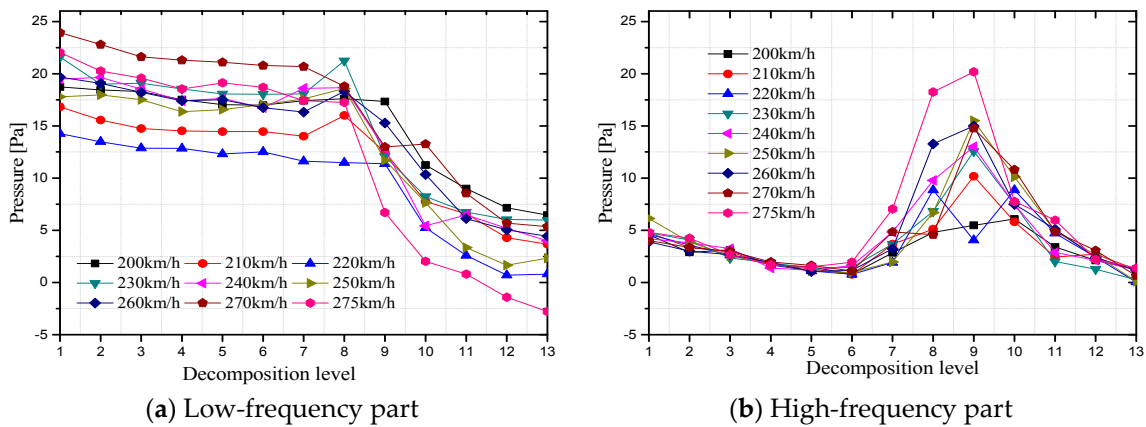 25
20
15
10
5
0
-5
Pressure [Pa]
200km/h 210km/h 220km/h
230km/h 240km/h 250km/h
260km/h 270km/h 275km/h
1 2 3 4 5 6 7 8 9 10 11 12 13
Decomposition level
(a) Low-frequency part
25
20
15
10
5
0
-5
Pressure [Pa]
200km/h
210km/h
220km/h
230km/h
240km/h
250km/h
260km/h
270km/h
275km/h
1 2 3 4 5 6 7 8 9 10 11 12 13
Decomposition level
(b) High-frequency part